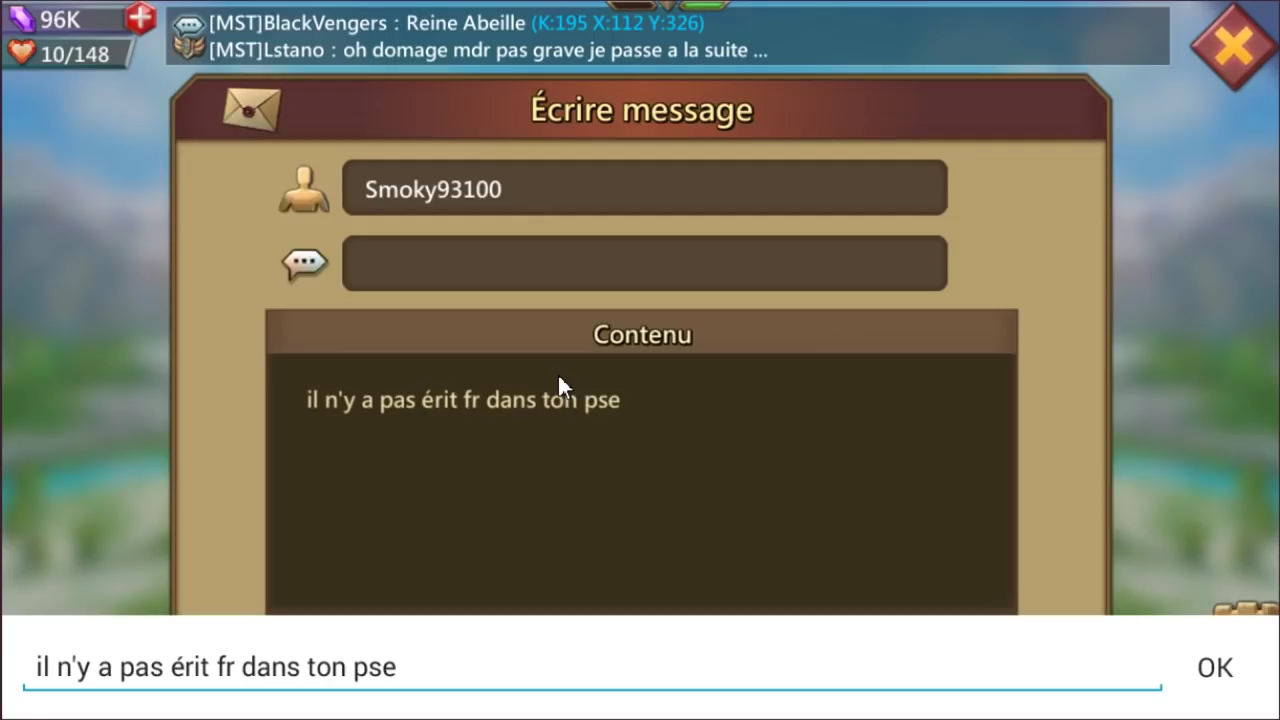 96K
[MST]BlackVengers : Reine Abeille (K:195 X:112 Y:326)
10/148
[MST]Lstano : oh domage mdr pas grave je passe a la suite ...
Écrire message
Smoky93100
Contenu
il n'y a pas érit fr dans ton pse
il n'y a pas érit fr dans ton pse
OK